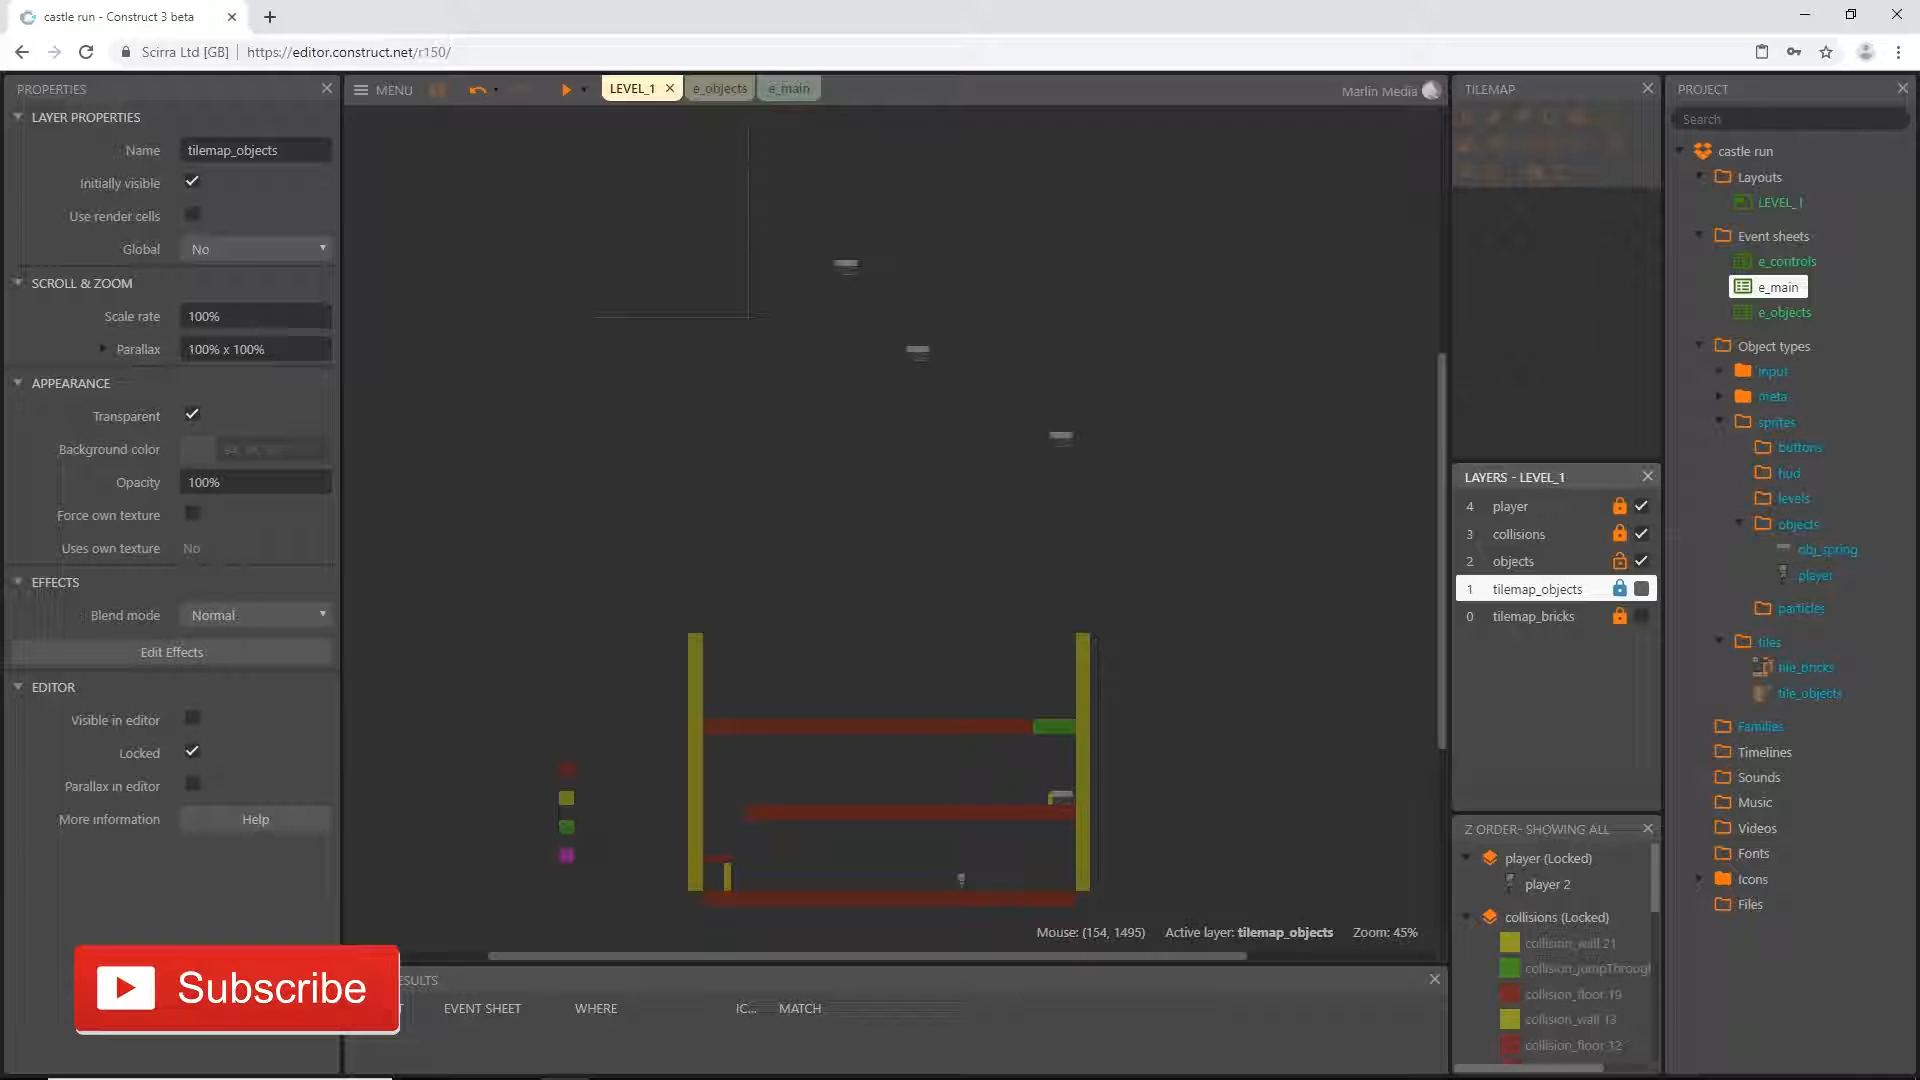 castle run - Construct 3 beta
Scirra Ltd [GB]
https://editor.construct.net/r150/
PROPERTIES
LAYER PROPERTIES
Name tilemap_objects
Initially visible
Use render cells
Global No
SCROLL & ZOOM
Scale rate 100%
Parallax 100% x 100%
APPEARANCE
Transparent
Background color
Opacity 100%
Force own texture
Uses own texture No
EFFECTS
Blend mode Normal
Edit Effects
EDITOR
Visible in editor
Locked
Parallax in editor
More information Help
Subscribe
MENU
LEVEL_1
e_objects
e_main
Marlin Media
Mouse: (154, 1495)
Active layer: tilemap_objects
Zoom: 45%
EVENT SHEET
WHERE
IC...
MATCH
TILEMAP
LAYERS - LEVEL_1
4 player
3 collisions
2 objects
1 tilemap_objects
0 tilemap_bricks
Z ORDER- SHOWING ALL
player (Locked)
player 2
collisions (Locked)
collision_wall 21
collision_jumpThrough
collision_floor 19
collision_wall 13
collision_floor 12
PROJECT
Search
castle run
Layouts
LEVEL_1
Event sheets
e_controls
e_main
e_objects
Object types
input
meta
sprites
buttons
hud
levels
objects
obj_spring
player
particles
tiles
tile_bricks
tile_objects
Families
Timelines
Sounds
Music
Videos
Fonts
Icons
Files